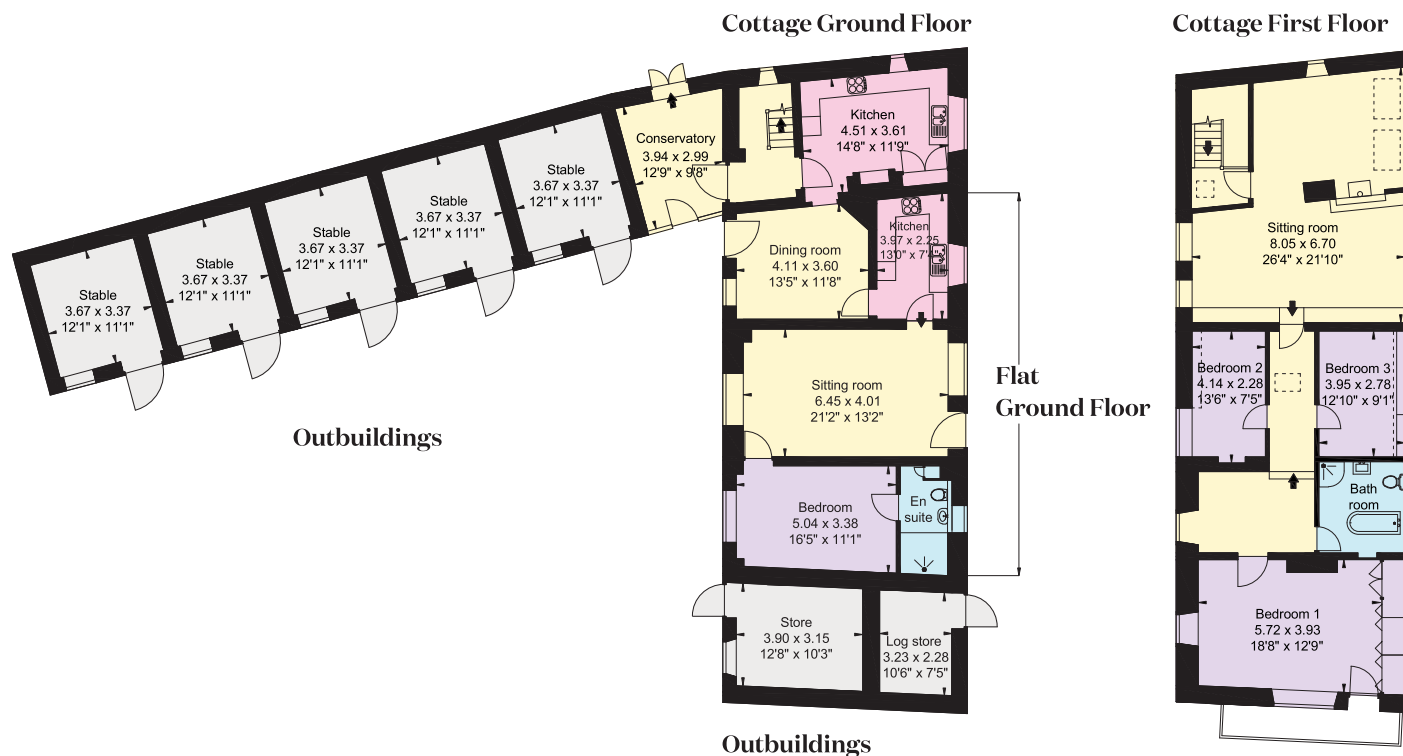 Cottage Ground Floor
Cottage First Floor
Kitchen
4.51 x 3.61
14'8" x 11'9"
Conservatory
3.94 x 2.99
12'9" x 9'8"
Stable
3.67 x 3.37
12'1" x 11'1"
Stable
3.67 x 3.37
12'1" x 11'1"
Stable
3.67 x 3.37
12'1" x 11'1"
Stable
3.67 x 3.37
12'1" x 11'1"
Stable
3.67 x 3.37
12'1" x 11'1"
Outbuildings
Kitchen
3.97 x 2.25
13'0" x
Dining room
4.11 x 3.60
13'5" x 11'8"
Sitting room
6.45 x 4.01
21'2" x 13'2"
Flat
Ground Floor
Bedroom
5.04 x 3.38
16'5" x 11'1"
En
suite
Store
3.90 x 3.15
12'8" x 10'3"
Log store
3.23 x 2.28
10'6" x 7'5"
Outbuildings
Sitting room
8.05 x 6.70
26'4" x 21'10"
Bedroom 2
4.14 x 2.28
13'6" x 7'5"
Bedroom 3
3.95 x 2.78
12'10" x 9'1"
Bath
room
Bedroom 1
5.72 x 3.93
18'8" x 12'9"